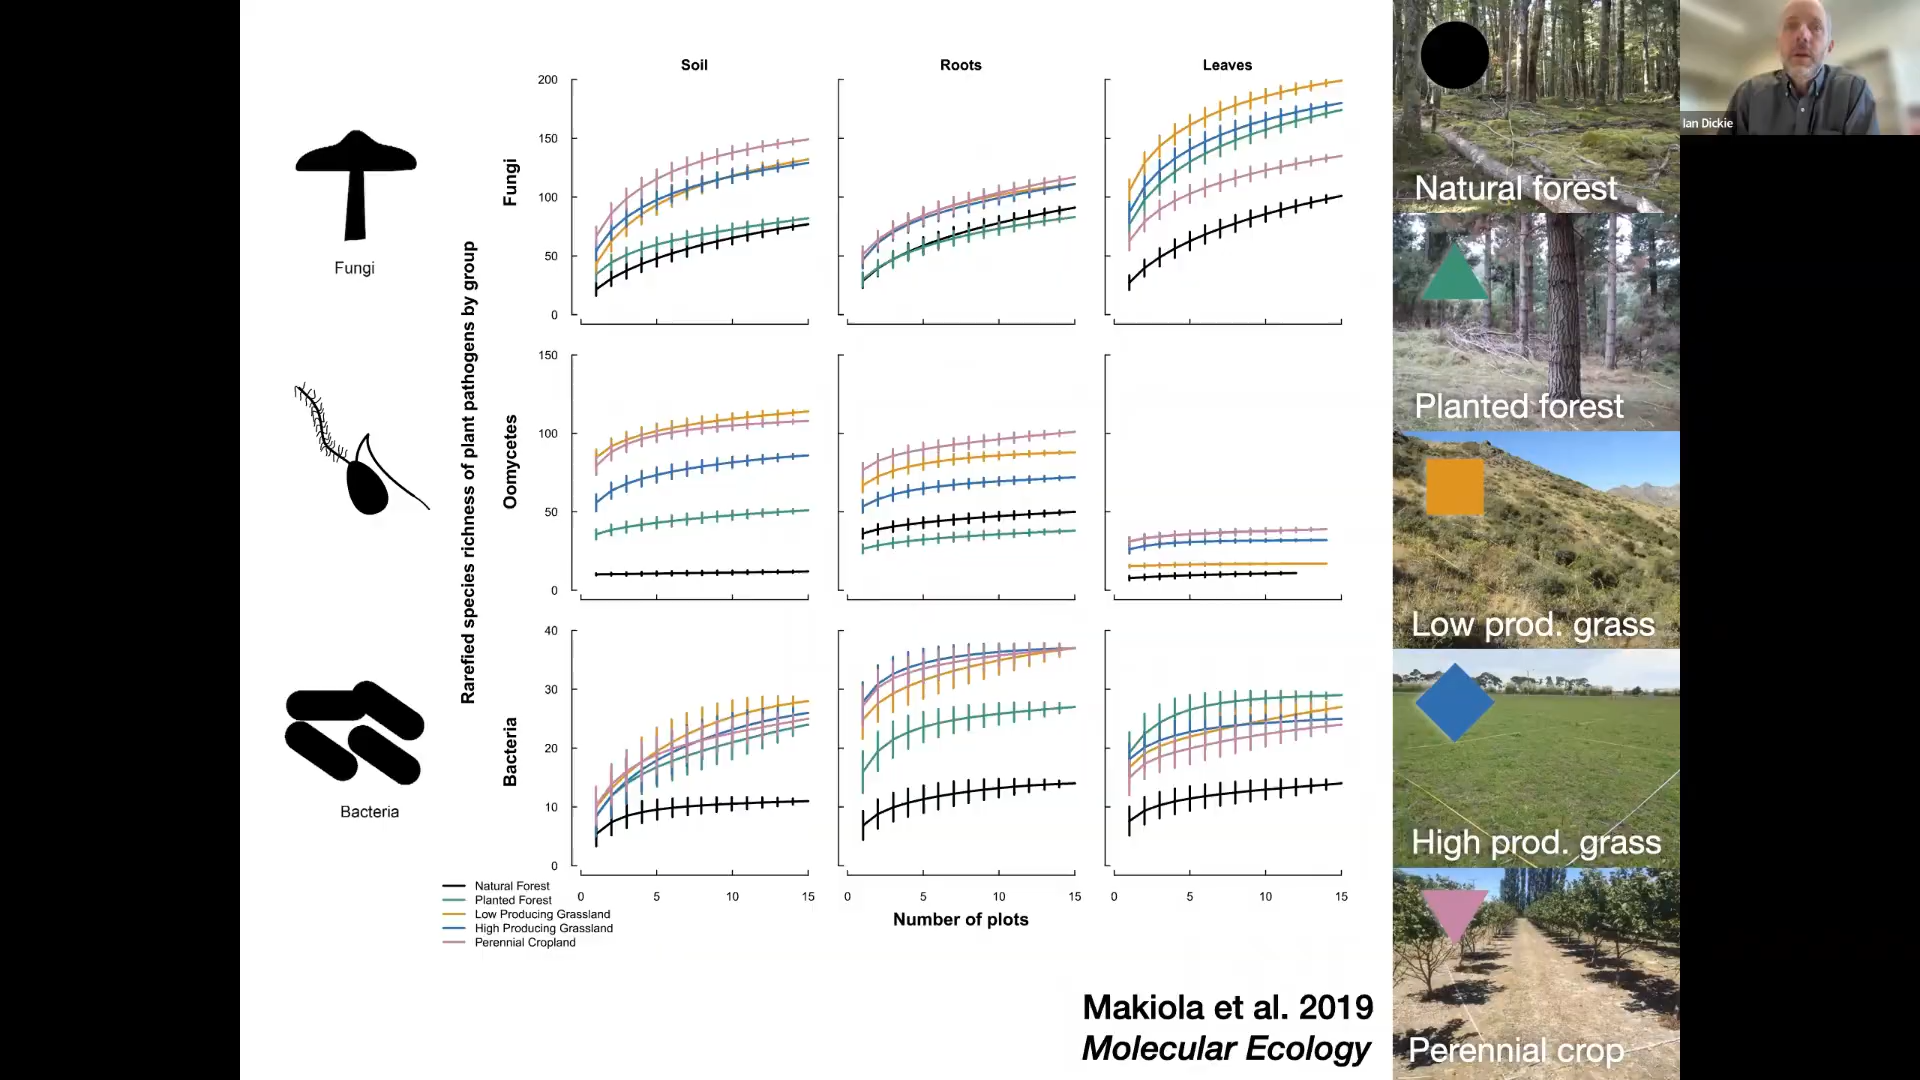 Soil
Roots
Leaves
Rarefied species richness of plant pathogens by group
Fungi
200
150
100
50
0
Fungi
Oomycetes
150
100
50
0
Bacteria
40
30
20
10
0
Bacteria
0 5 10 15
0 5 10 15
0 5 10 15
Number of plots
Natural Forest
Planted Forest
Low Producing Grassland
High Producing Grassland
Perennial Cropland
Makiola et al. 2019
Molecular Ecology
Natural forest
Planted forest
Low prod. grass
High prod. grass
Perennial crop
Ian Dickie